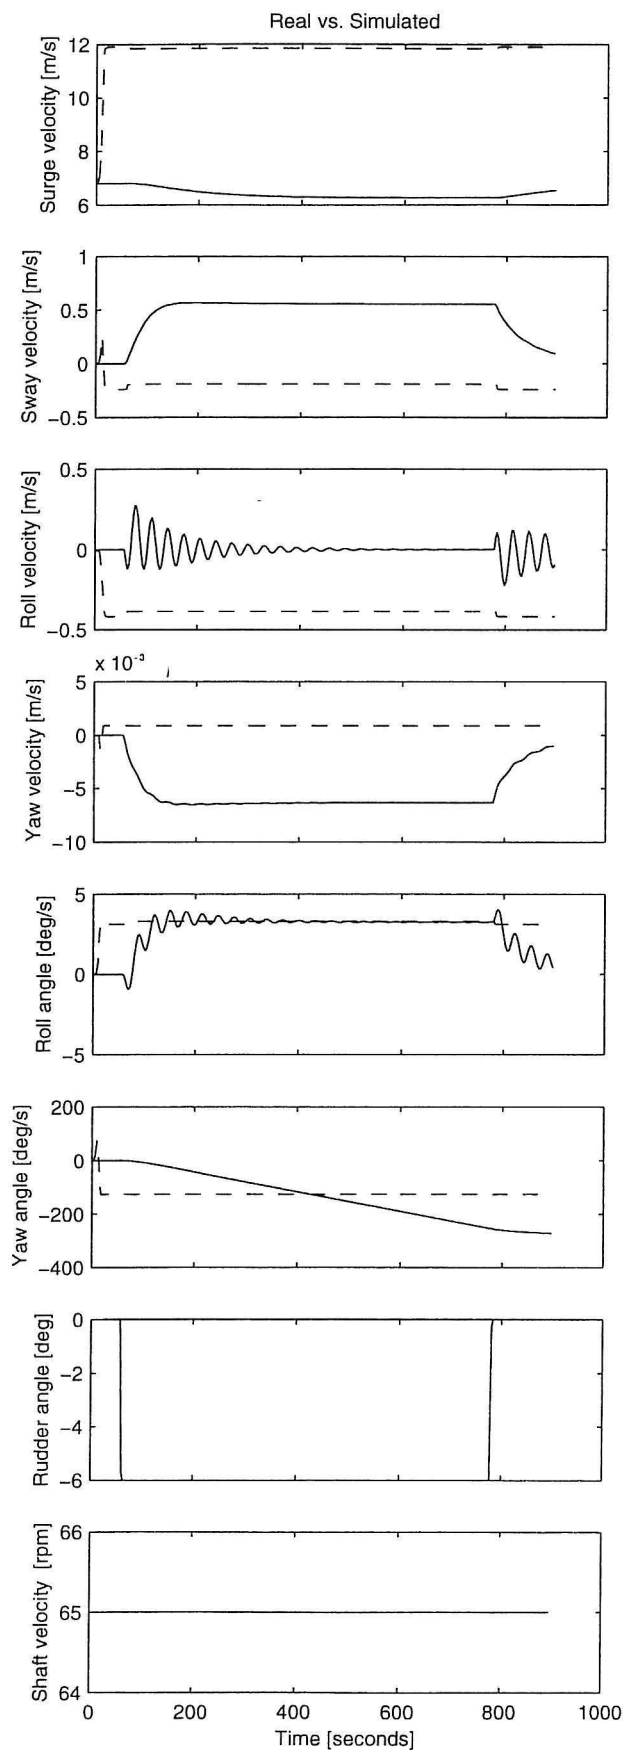 Real vs. Simulated
Surge velocity [m/s]
12
10
8
6
Sway velocity [m/s]
1
0.5
0
−0.5
Roll velocity [m/s]
0.5
0
−0.5
Yaw velocity [m/s]
x 10⁻³
5
0
−5
−10
Roll angle [deg/s]
5
0
−5
Yaw angle [deg/s]
200
0
−200
−400
Rudder angle [deg]
0
−2
−4
−6
Shaft velocity [rpm]
66
65
64
0 200 400 600 800 1000
Time [seconds]